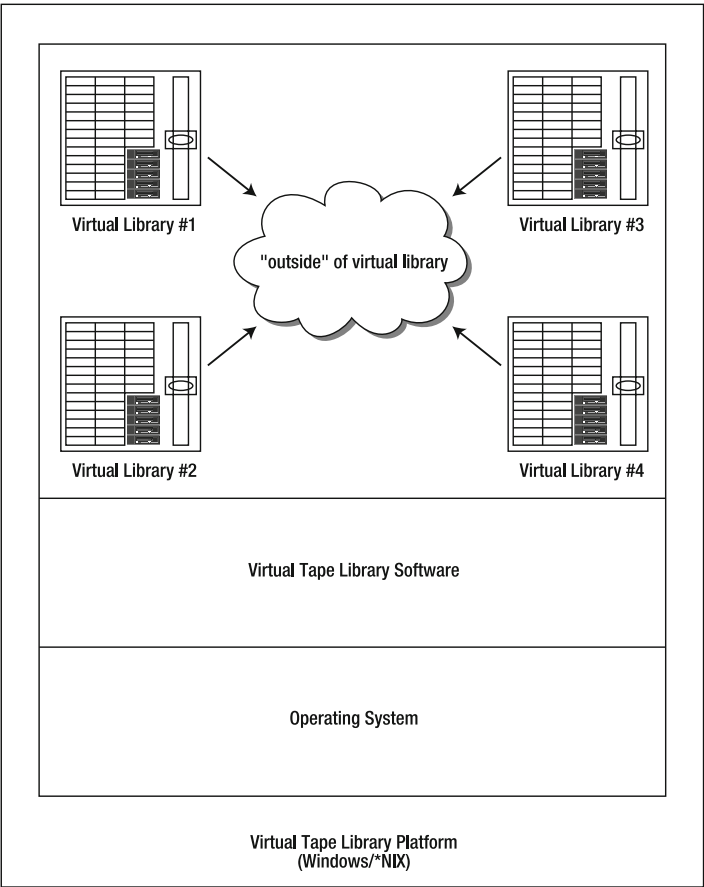 Virtual Library #1
Virtual Library #3
"outside" of virtual library
Virtual Library #2
Virtual Library #4
Virtual Tape Library Software
Operating System
Virtual Tape Library Platform
(Windows/*NIX)